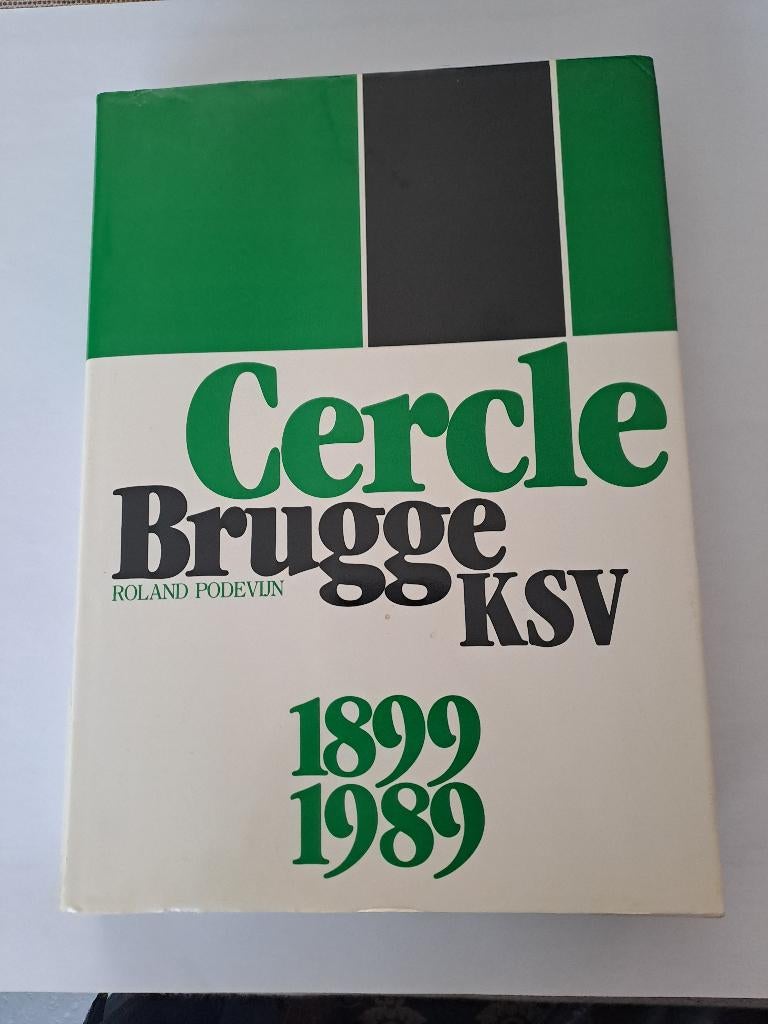 Cercle
Brugge
ROLAND PODEVIJN
KSV
1899
1989